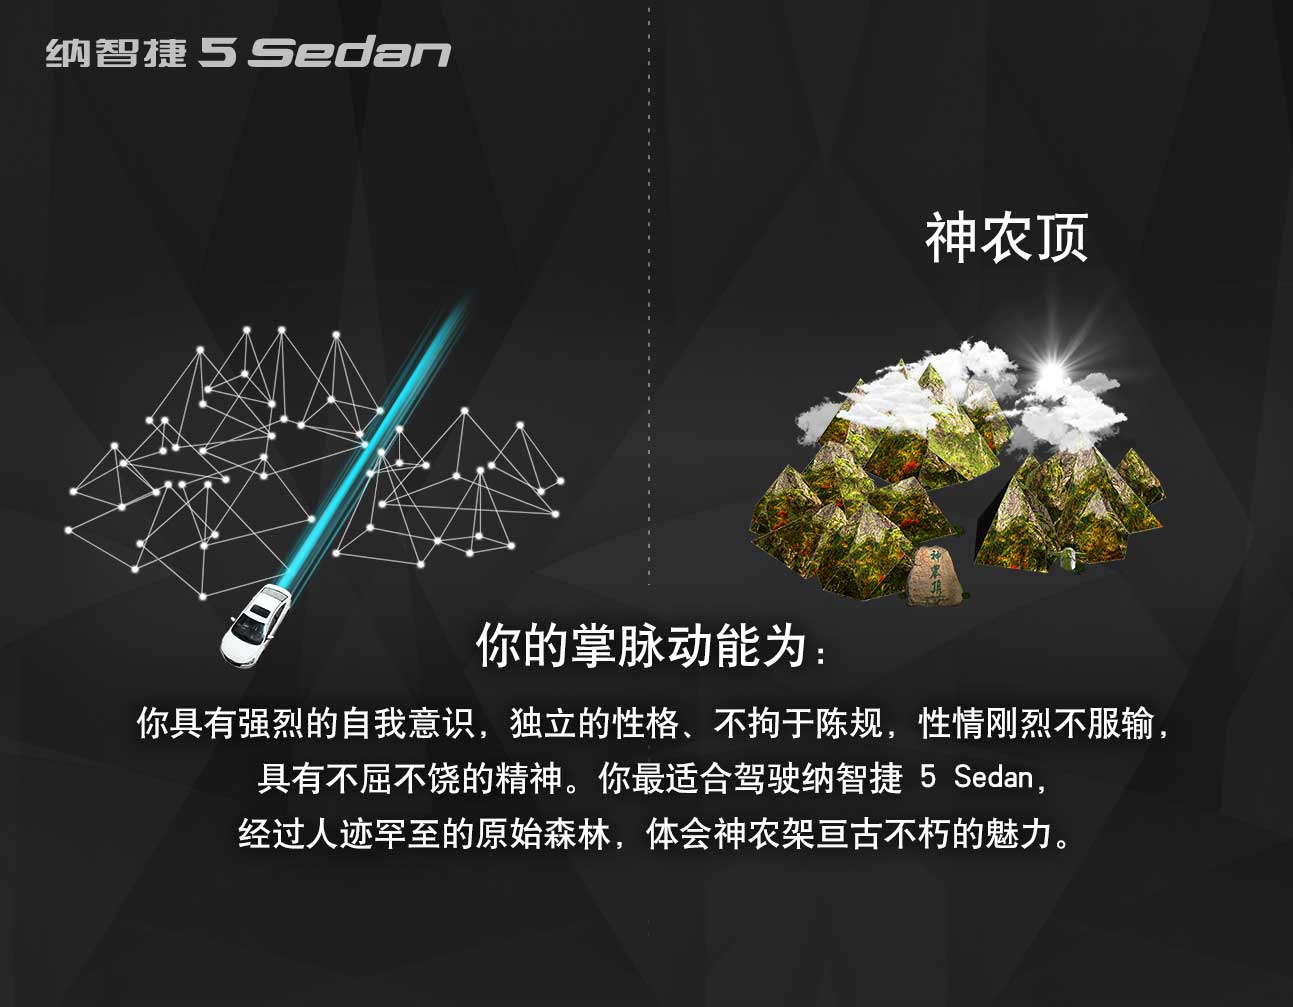 纳智捷 5 Sedan
神农顶
神農頂
你的掌脉动能为：
你具有强烈的自我意识，独立的性格、不拘于陈规，性情刚烈不服输，
具有不屈不饶的精神。你最适合驾驶纳智捷 5 Sedan，
经过人迹罕至的原始森林，体会神农架亘古不朽的魅力。